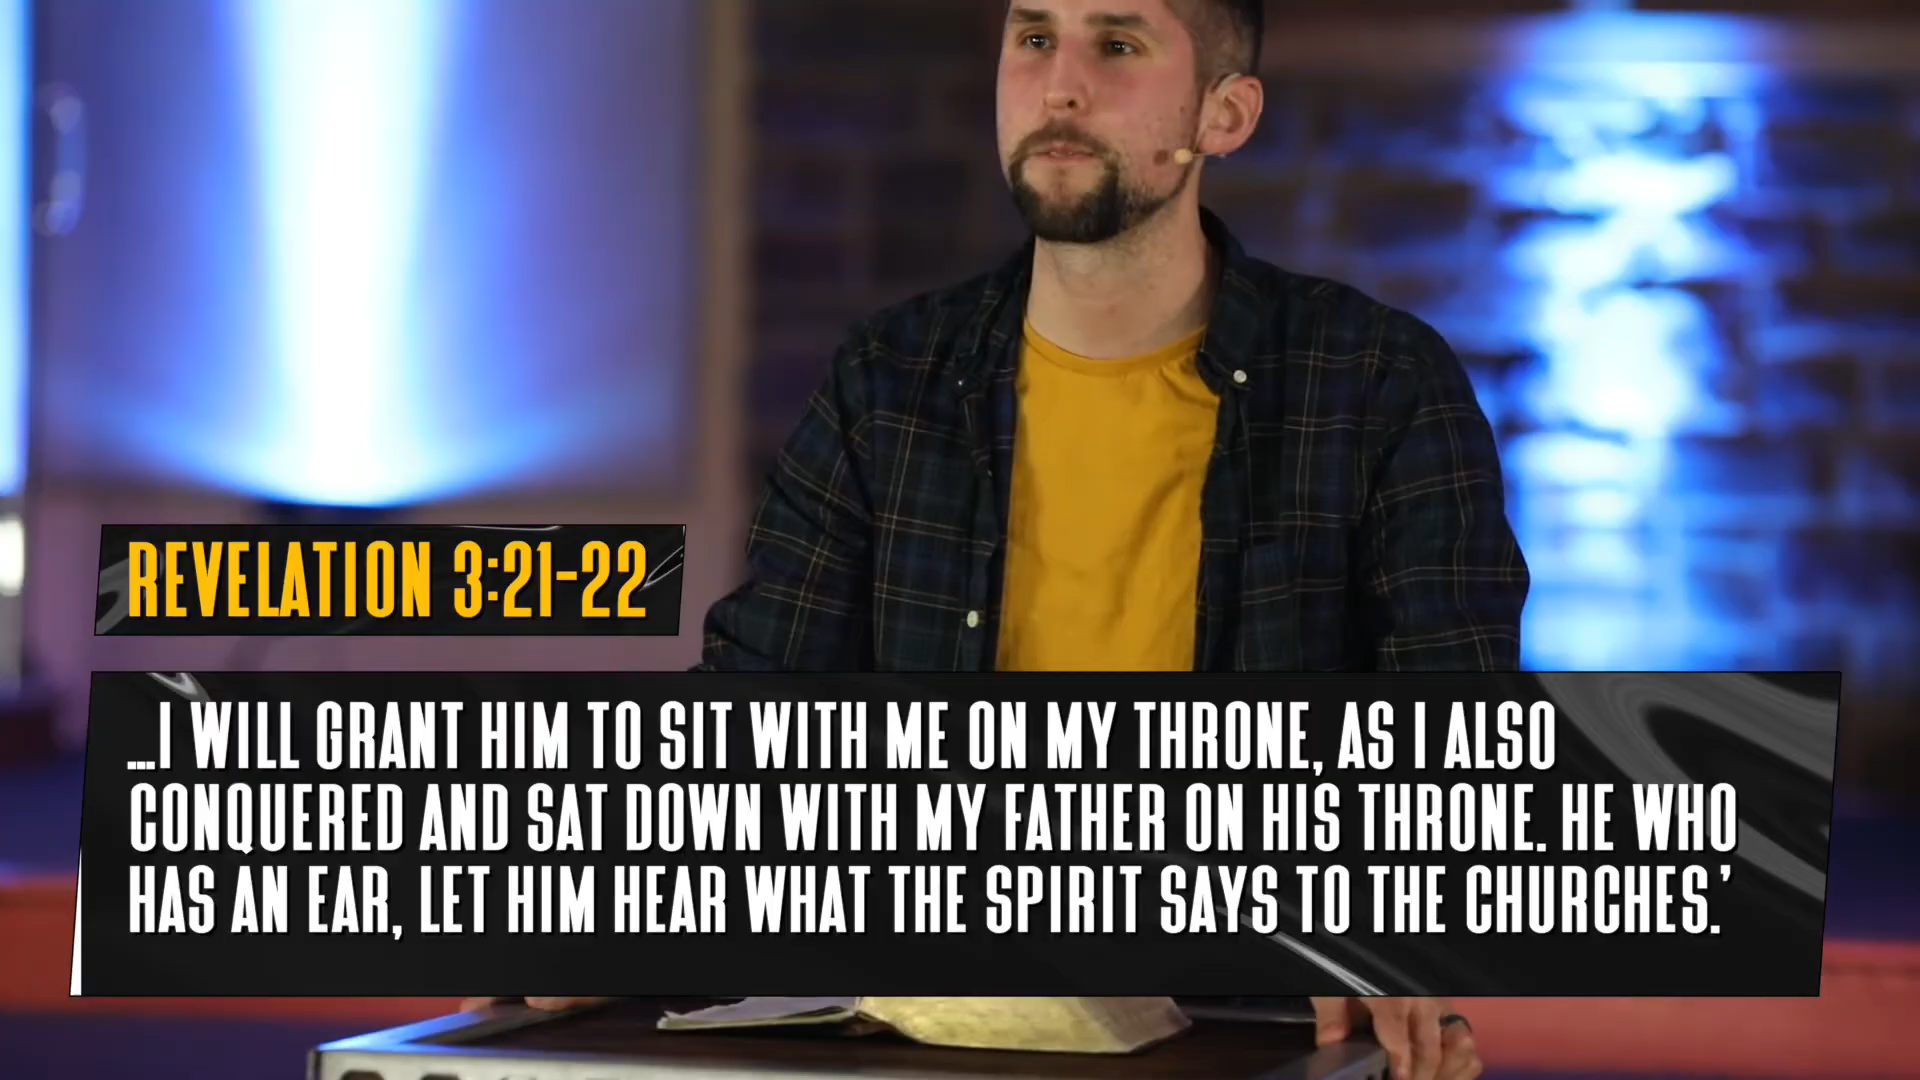 REVELATION 3:21-22
...I WILL GRANT HIM TO SIT WITH ME ON MY THRONE, AS I ALSO
CONQUERED AND SAT DOWN WITH MY FATHER ON HIS THRONE. HE WHO
HAS AN EAR, LET HIM HEAR WHAT THE SPIRIT SAYS TO THE CHURCHES.'